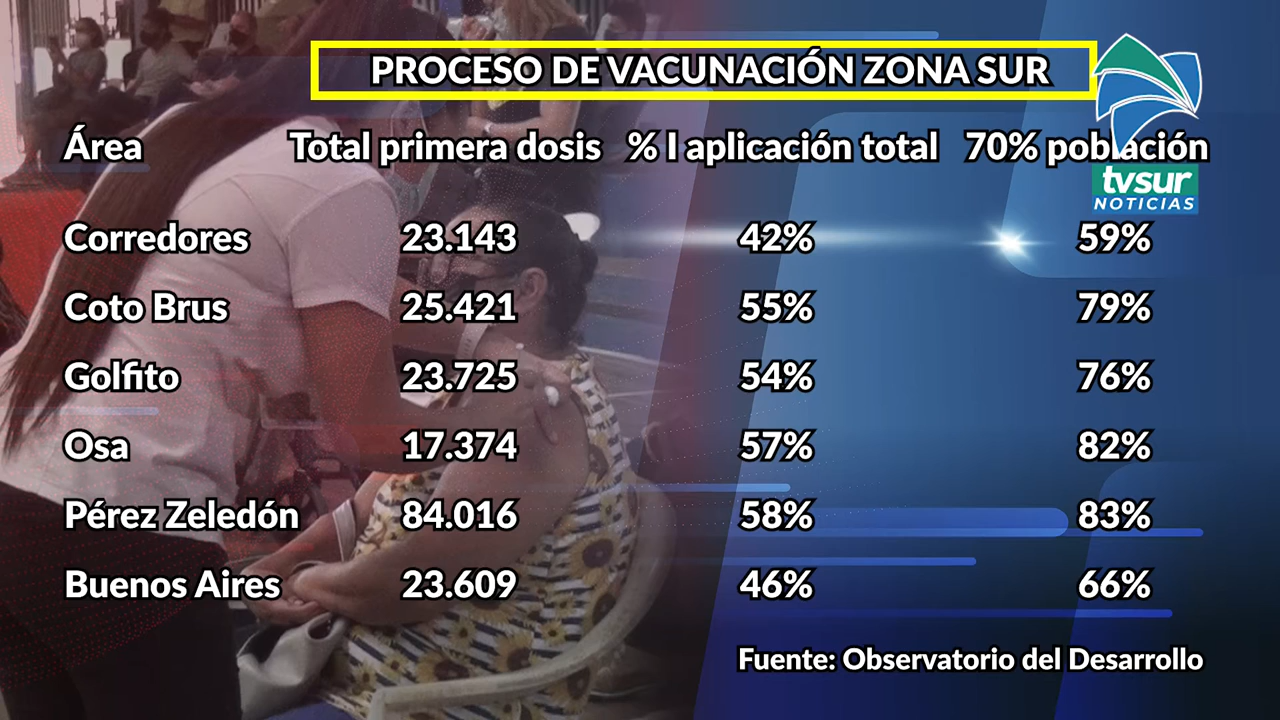 PROCESO DE VACUNACIÓN ZONA SUR
Área Total primera dosis % I aplicación total 70% población
tvsur
NOTICIAS
Corredores 23.143 42% 59%
Coto Brus 25.421 55% 79%
Golfito 23.725 54% 76%
Osa 17.374 57% 82%
Pérez Zeledón 84.016 58% 83%
Buenos Aires 23.609 46% 66%
Fuente: Observatorio del Desarrollo